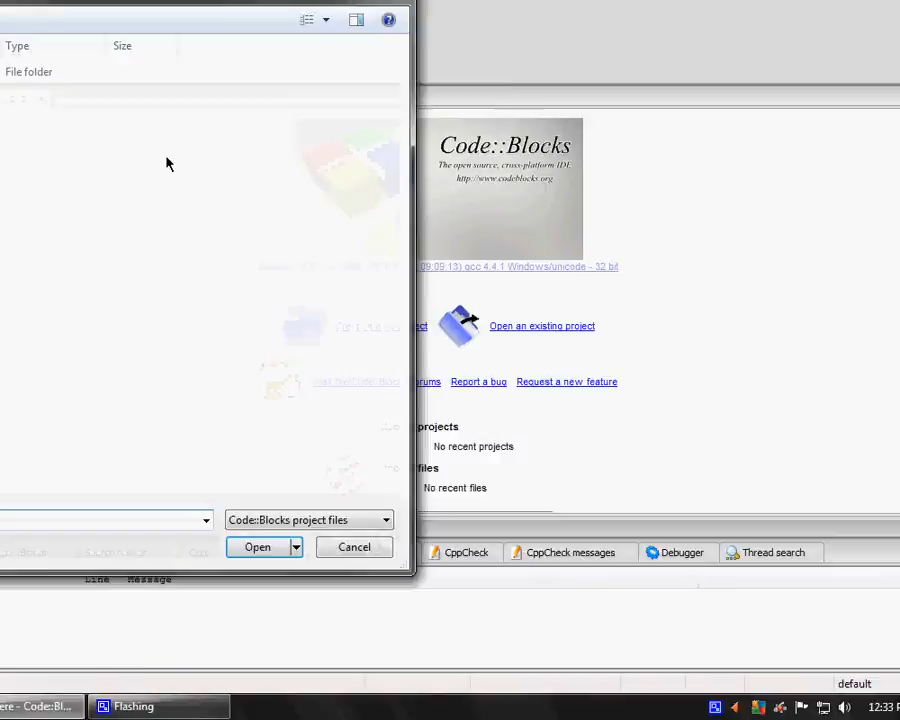 Type Size
File folder
Code::Blocks
The open source, cross-platform IDE
http://www.codeblocks.org
09:09:13) gcc 4.4.1 Windows/unicode - 32 bit
Open an existing project
Report a bug Request a new feature
projects
No recent projects
files
No recent files
Code::Blocks project files
Open Cancel
CppCheck CppCheck messages Debugger Thread search
Line Message
default
ere - Code::Bl... Flashing 12:33 P